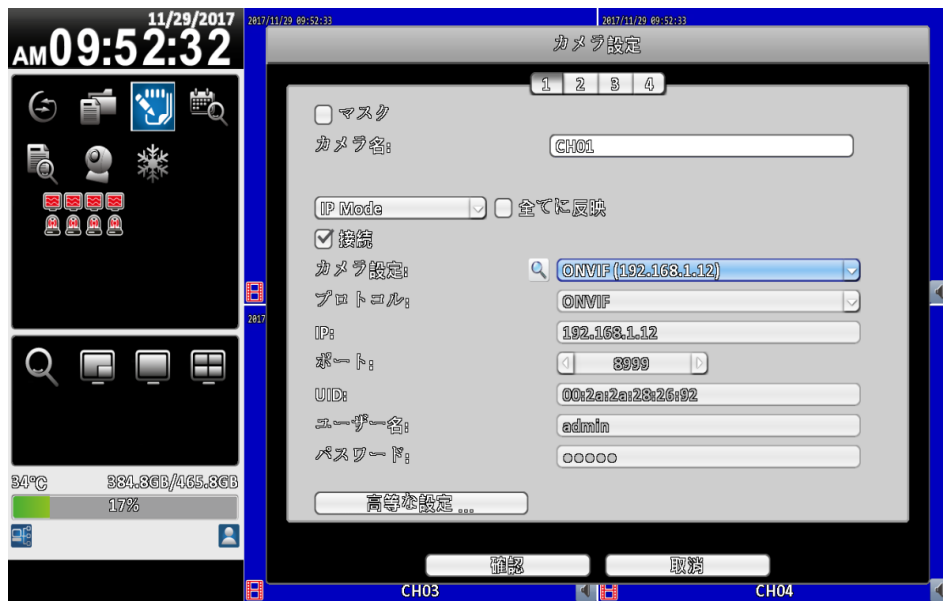 11/29/2017
AM09:52:32
2017/11/29 09:52:33
2017/11/29 09:52:33
カメラ設定
1 2 3 4
マスク
カメラ名: CH01
IP Mode 全てに反映
接続
カメラ設定: ONVIF (192.168.1.12)
プロトコル: ONVIF
2017
IP: 192.168.1.12
ポート: 8999
UID: 00:2a:2a:28:26:92
ユーザー名: admin
パスワード: ○○○○○
34℃ 384.8GB/465.8GB
17%
高等な設定 ...
確認 取消
CH03 CH04